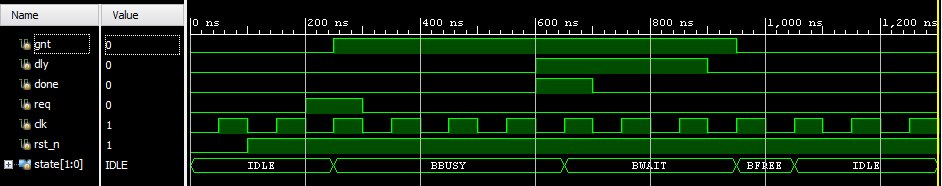 Name Value 0 ns 200 ns 400 ns 600 ns 800 ns 1,000 ns 1,200 ns
gnt 0
dly 0
done 0
req 0
clk 1
rst_n 1
state[1:0] IDLE IDLE BBUSY BWAIT BFREE IDLE